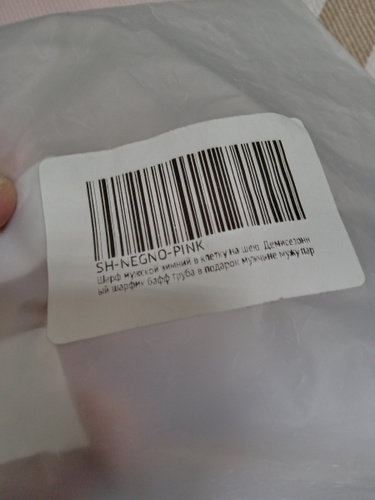 SH-NEGNO-PINK
Шарф мужской зимний в клетку на шею. Демисезонн
ый шарфик бафф труба в подарок мужчине мужу пар